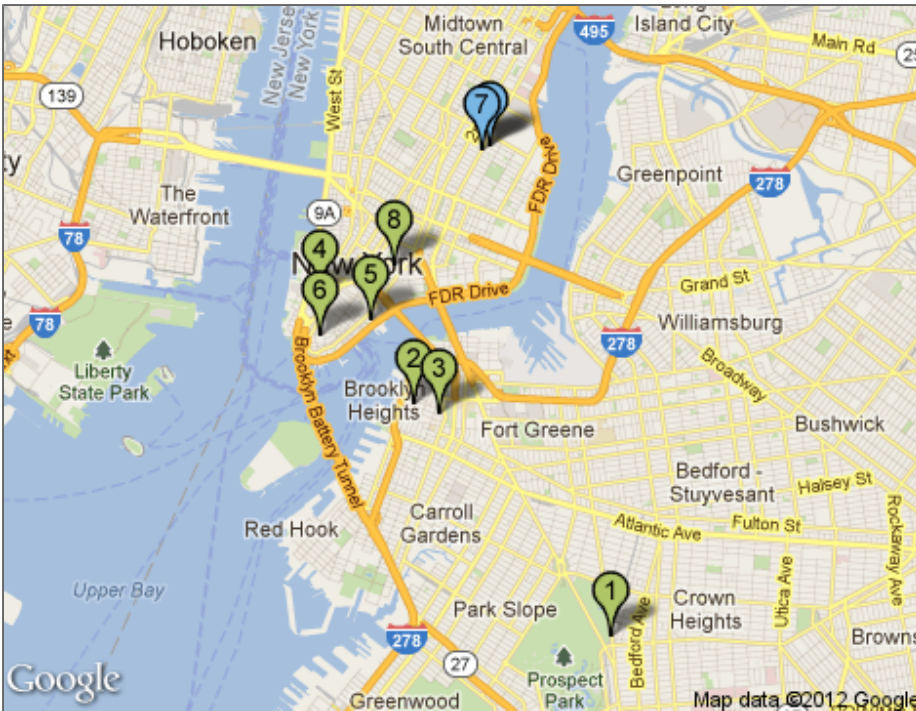 Midtown
South Central
Long
Island City
495
Hoboken
New Jersey
New York
Main Rd
25
139
West St
7
FDR Drive
Greenpoint
278
ty
The
Waterfront
9A
8
78
4
New York
5
Grand St
6
FDR Drive
Williamsburg
78
278
Liberty
State Park
Brooklyn Battery Tunnel
2
3
Brooklyn
Heights
Broadway
Bushwick
Fort Greene
Bedford -
Stuyvesant
Halsey St
Rockaway Ave
Red Hook
Carroll
Gardens
Atlantic Ave
Fulton St
Upper Bay
1
Utica Ave
Park Slope
Bedford Ave
Crown
Heights
278
Browns
27
Google
Prospect
Park
Greenwood
Map data ©2012 Google